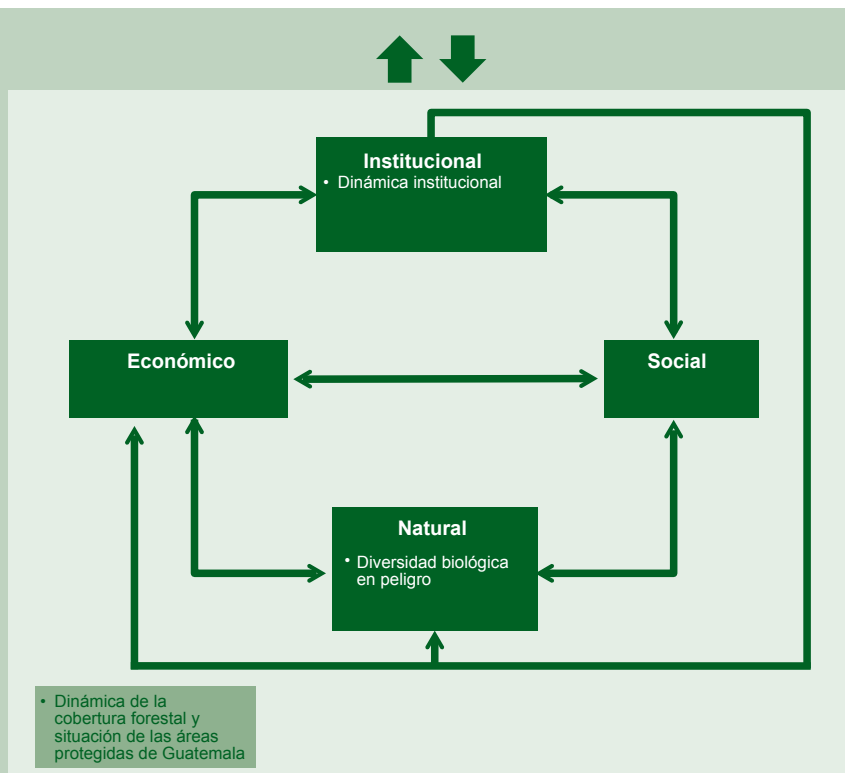 Institucional
• Dinámica institucional
Económico
Social
Natural
• Diversidad biológica
en peligro
• Dinámica de la
cobertura forestal y
situación de las áreas
protegidas de Guatemala